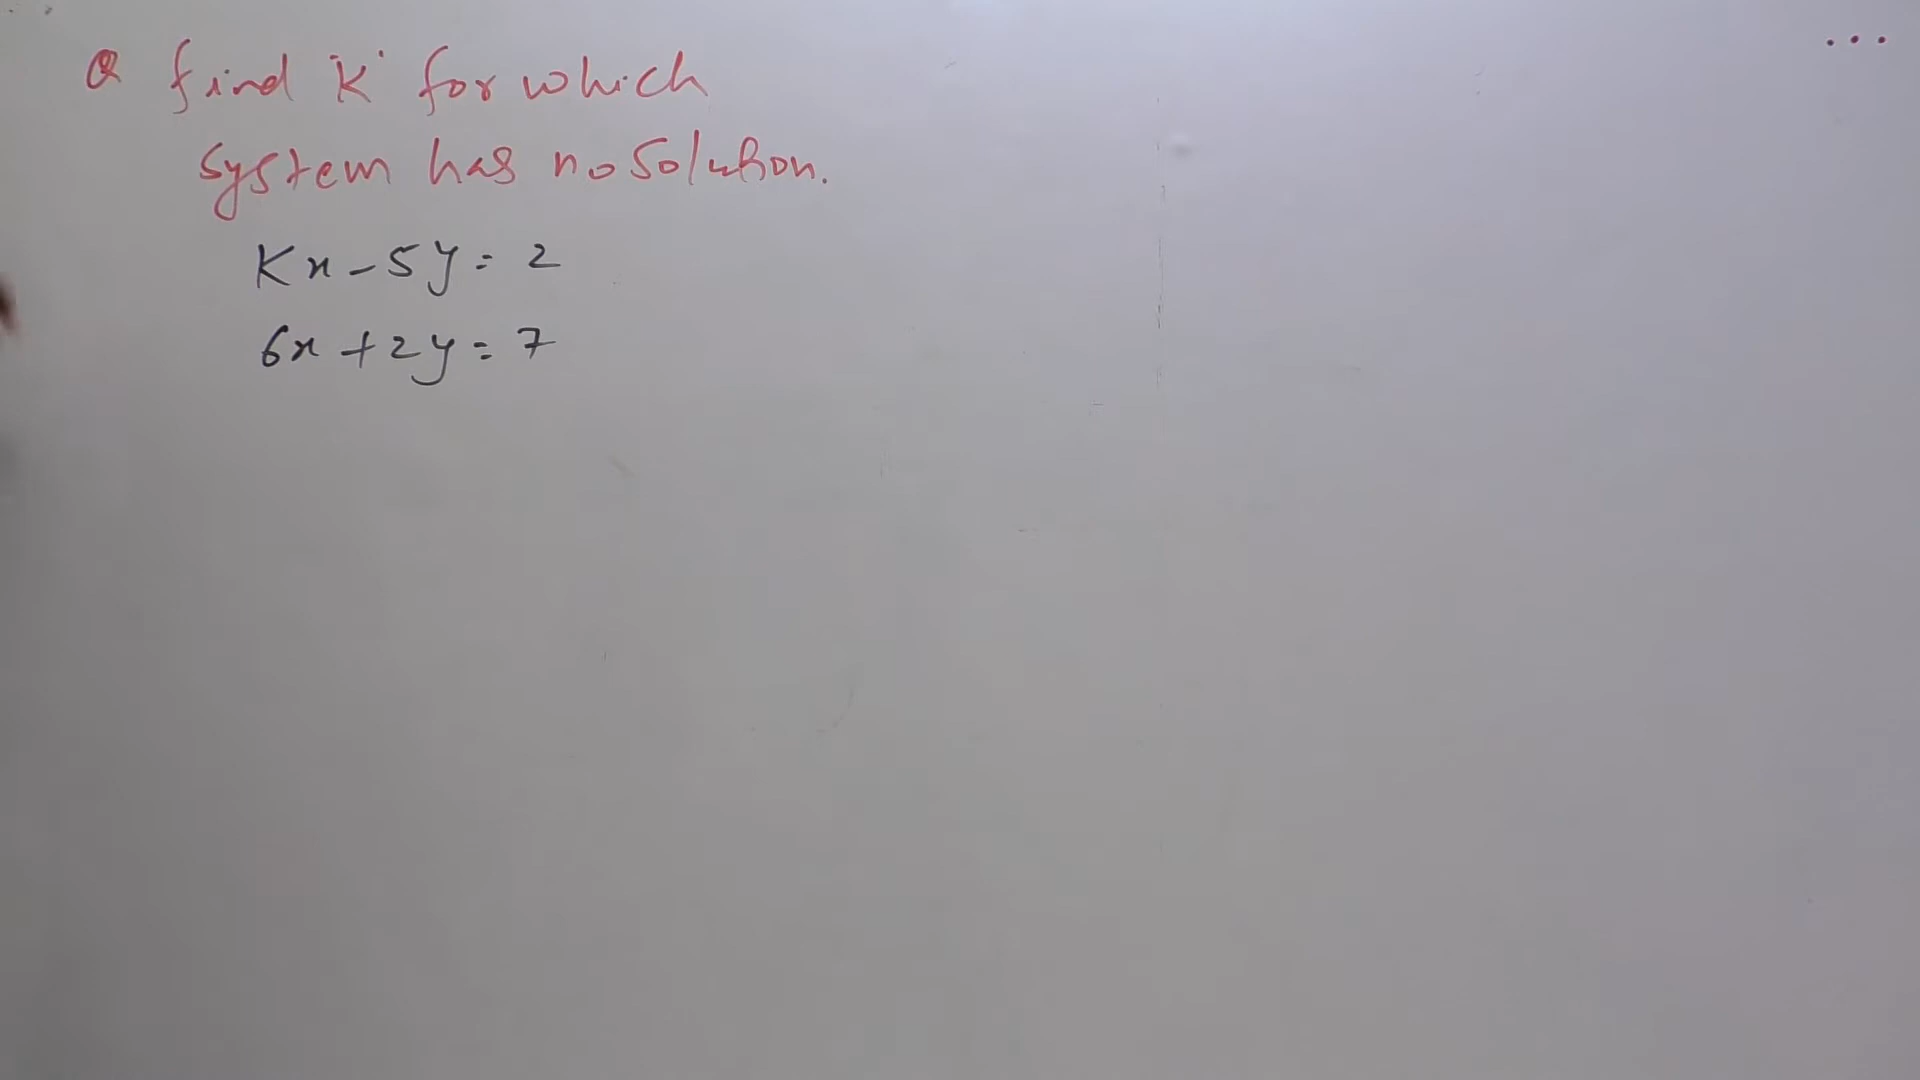 Q find 'K' for which
system has no solution.
Kx - 5y = 2
6x + 2y = 7